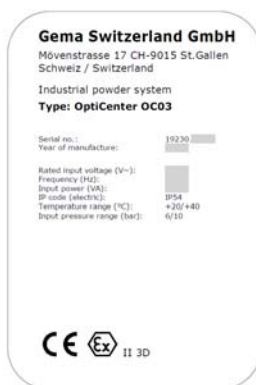 Gema Switzerland GmbH
Mövenstrasse 17 CH-9015 St.Gallen
Schweiz / Switzerland
Industrial powder system
Type: OptiCenter OC03
Serial no.: 19230.
Year of manufacture:
Rated input voltage (V~):
Frequency (Hz):
Input power (VA):
IP code (electric): IP54
Temperature range (°C): +20/+40
Input pressure range (bar): 6/10
CE Ex II 3D